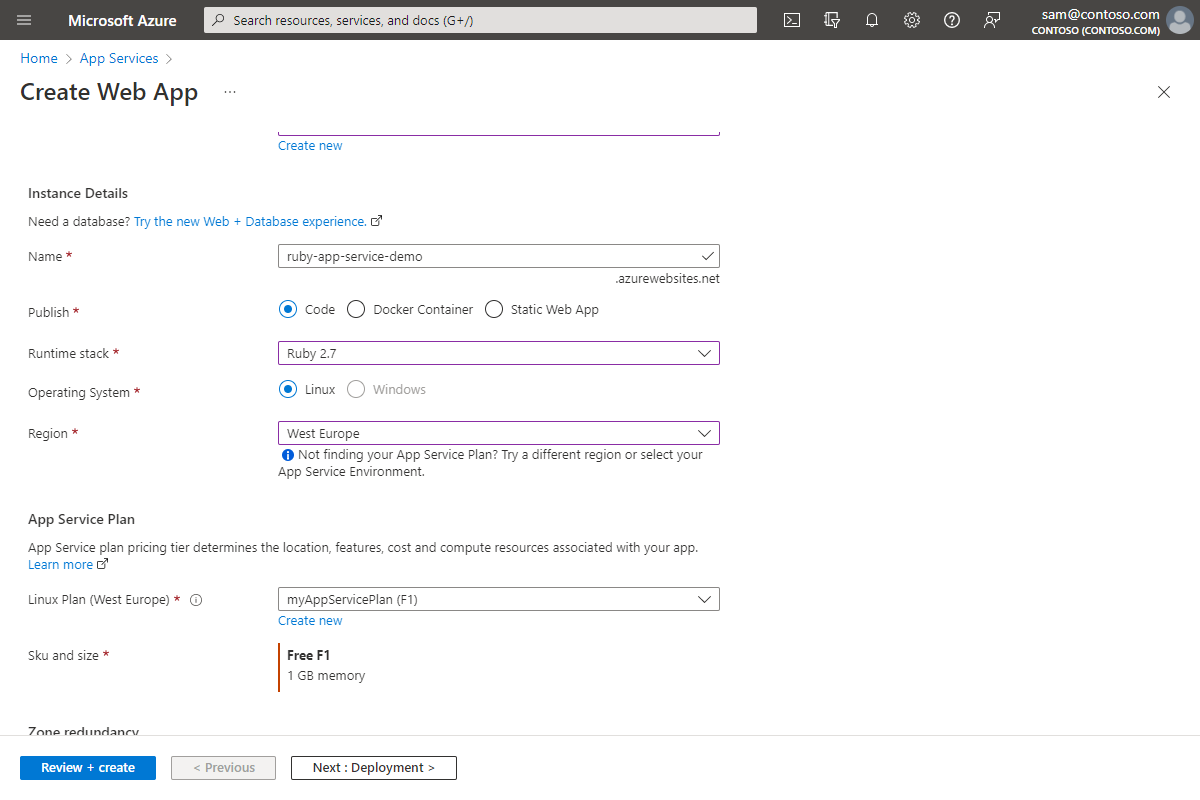 Microsoft Azure
Search resources, services, and docs (G+/)
sam@contoso.com
CONTOSO (CONTOSO.COM)
Home > App Services >
Create Web App ...
Create new
Instance Details
Need a database? Try the new Web + Database experience.
Name *
ruby-app-service-demo
.azurewebsites.net
Publish *
Code Docker Container Static Web App
Runtime stack *
Ruby 2.7
Operating System *
Linux Windows
Region *
West Europe
Not finding your App Service Plan? Try a different region or select your
App Service Environment.
App Service Plan
App Service plan pricing tier determines the location, features, cost and compute resources associated with your app.
Learn more
Linux Plan (West Europe) *
myAppServicePlan (F1)
Create new
Sku and size *
Free F1
1 GB memory
Zone redundancy
Review + create
< Previous
Next : Deployment >